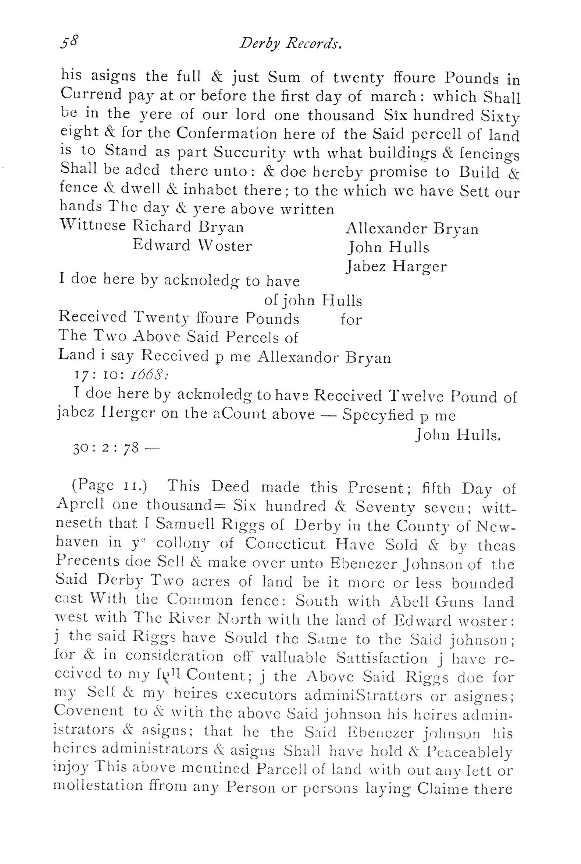 58 Derby Records.
his asigns the full & just Sum of twenty ffoure Pounds in
Currend pay at or before the first day of march: which Shall
be in the yere of our lord one thousand Six hundred Sixty
eight & for the Confermation here of the Said percell of land
is to Stand as part Succurity wth what buildings & fencings
Shall be aded there unto: & doe hereby promise to Build &
fence & dwell & inhabet there; to the which we have Sett our
hands The day & yere above written
Wittnese Richard Bryan Allexander Bryan
Edward Woster John Hulls
Jabez Harger
I doe here by acknoledg to have
of john Hulls
Received Twenty ffoure Pounds for
The Two Above Said Percels of
Land i say Received p me Allexandor Bryan
17: 10: 1668:
I doe here by acknoledg to have Received Twelve Pound of
jabez Herger on the aCount above — Specyfied p me
John Hulls.
30: 2: 78 —
(Page 11.) This Deed made this Present; fifth Day of
Aprell one thousand= Six hundred & Seventy seven; witt-
neseth that I Samuell Riggs of Derby in the County of New-
haven in ye collony of Conecticut Have Sold & by theas
Precents doe Sell & make over unto Ebenezer Johnson of the
Said Derby Two acres of land be it more or less bounded
east With the Common fence: South with Abell Guns land
west with The River North with the land of Edward woster:
j the said Riggs have Sould the Same to the Said johnson;
for & in consideration off valluable Sattisfaction j have re-
ceived to my full Content; j the Above Said Riggs doe for
my Self & my heires executors adminiStrattors or asignes;
Covenent to & with the above Said johnson his heires admin-
istrators & asigns; that he the Said Ebenezer johnson his
heires administrators & asigns Shall have hold & Peaceablely
injoy This above mentined Parcell of land with out any lett or
mollestation ffrom any Person or persons laying Claime there